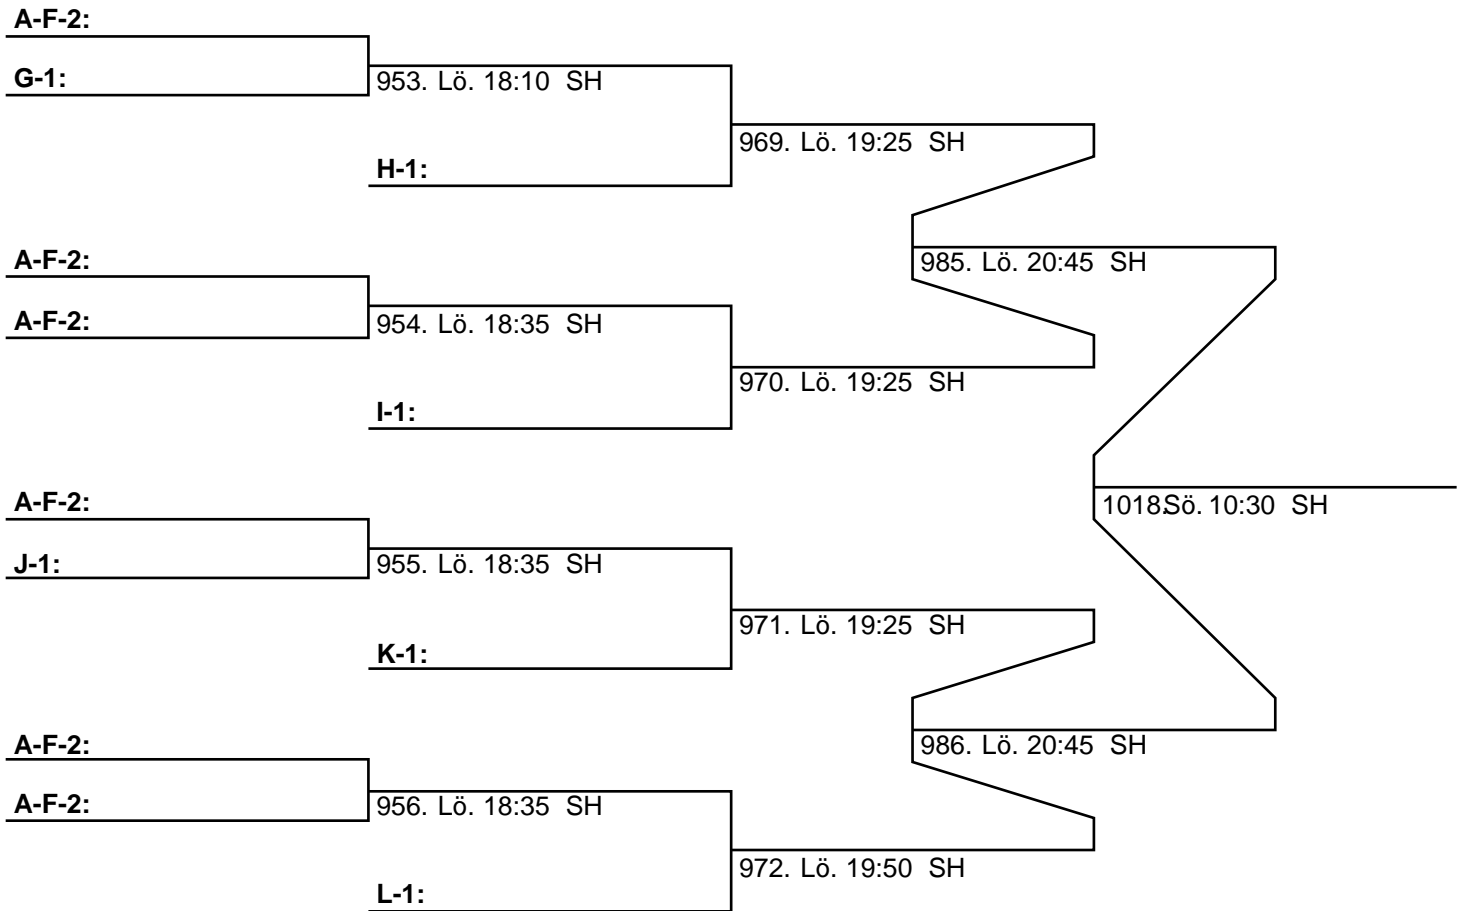 A-F-2:
G-1:
953. Lö. 18:10 SH
969. Lö. 19:25 SH
H-1:
A-F-2:
985. Lö. 20:45 SH
A-F-2:
954. Lö. 18:35 SH
970. Lö. 19:25 SH
I-1:
A-F-2:
1018. Sö. 10:30 SH
J-1:
955. Lö. 18:35 SH
971. Lö. 19:25 SH
K-1:
A-F-2:
986. Lö. 20:45 SH
A-F-2:
956. Lö. 18:35 SH
972. Lö. 19:50 SH
L-1: